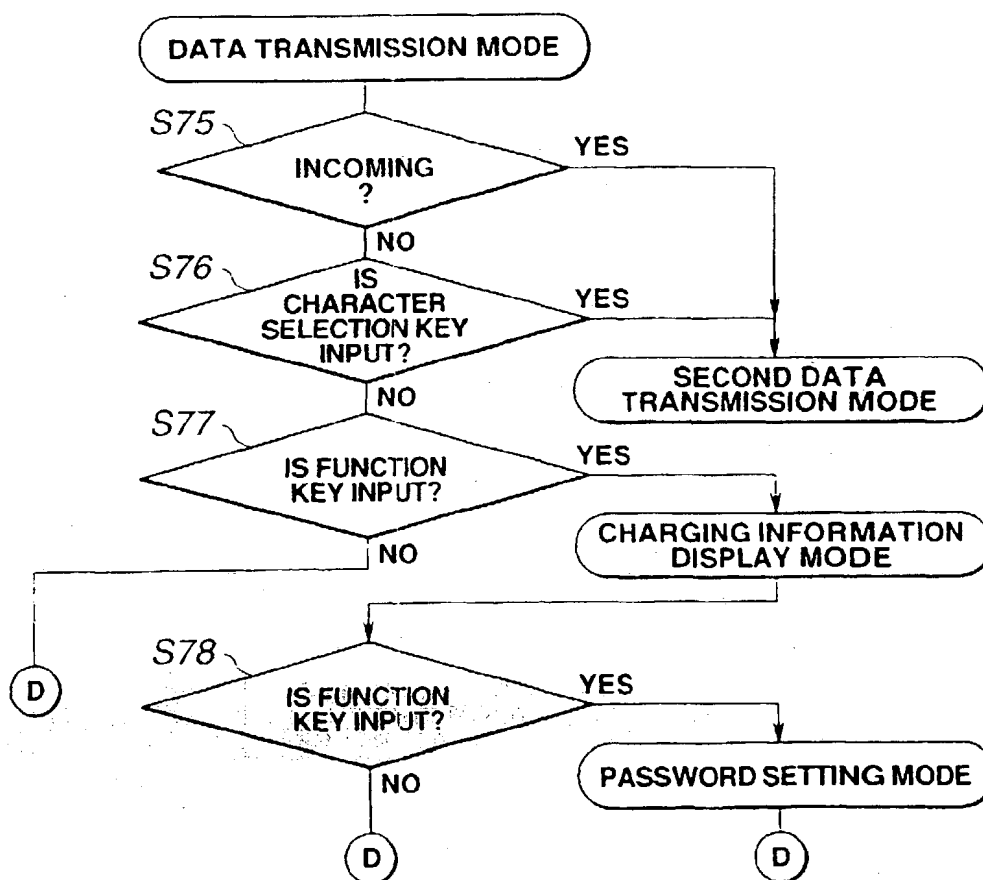 DATA TRANSMISSION MODE
S75
INCOMING
?
YES
NO
S76
IS
CHARACTER
SELECTION KEY
INPUT?
YES
SECOND DATA
TRANSMISSION MODE
NO
S77
IS FUNCTION
KEY INPUT?
YES
CHARGING INFORMATION
DISPLAY MODE
NO
D
S78
IS FUNCTION
KEY INPUT?
YES
PASSWORD SETTING MODE
NO
D
D